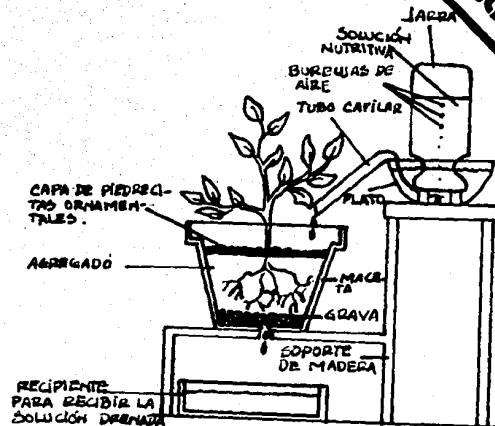 JARRA
SOLUCIÓN
NUTRITIVA
BURBUJAS DE
AIRE
TUBO CAPILAR
PLATO
CAPA DE PIEDRECI-
TAS ORNAMEN-
TALES.
AGREGADO
MACE-
TA
GRAVA
SOPORTE
DE MADERA
RECIPIENTE
PARA RECIBIR LA
SOLUCIÓN DRENADA